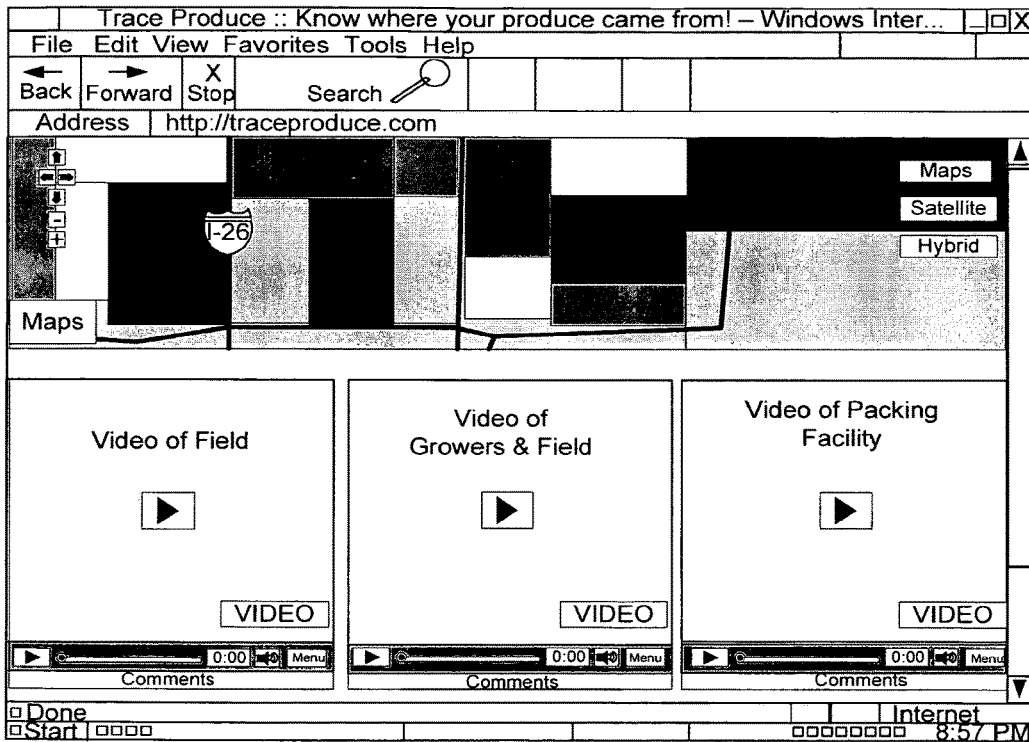 Trace Produce :: Know where your produce came from! – Windows Inter... X
File Edit View Favorites Tools Help
Back Forward X Stop Search
Address http://traceproduce.com
Maps
Satellite
I-26
Hybrid
Maps
Video of Field
Video of
Growers & Field
Video of Packing
Facility
VIDEO VIDEO VIDEO
0:00 Menu 0:00 Menu 0:00 Menu
Comments Comments Comments
Done Internet
Start 8:57 PM